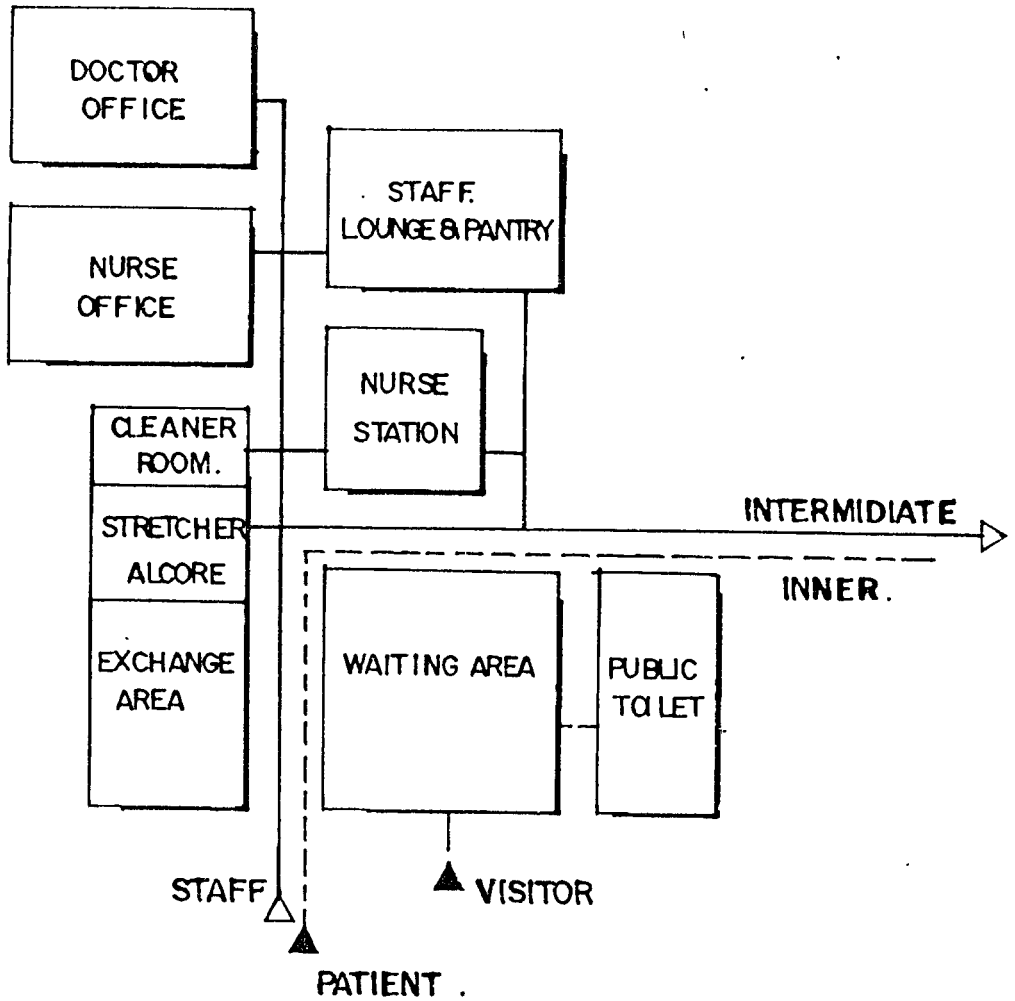 DOCTOR
OFFICE
STAFF.
LOUNGE & PANTRY
NURSE
OFFICE
NURSE
STATION
CLEANER
ROOM.
STRETCHER
ALCORE
INTERMIDIATE
INNER.
EXCHANGE
AREA
WAITING AREA
PUBLIC
TOILET
STAFF
VISITOR
PATIENT.